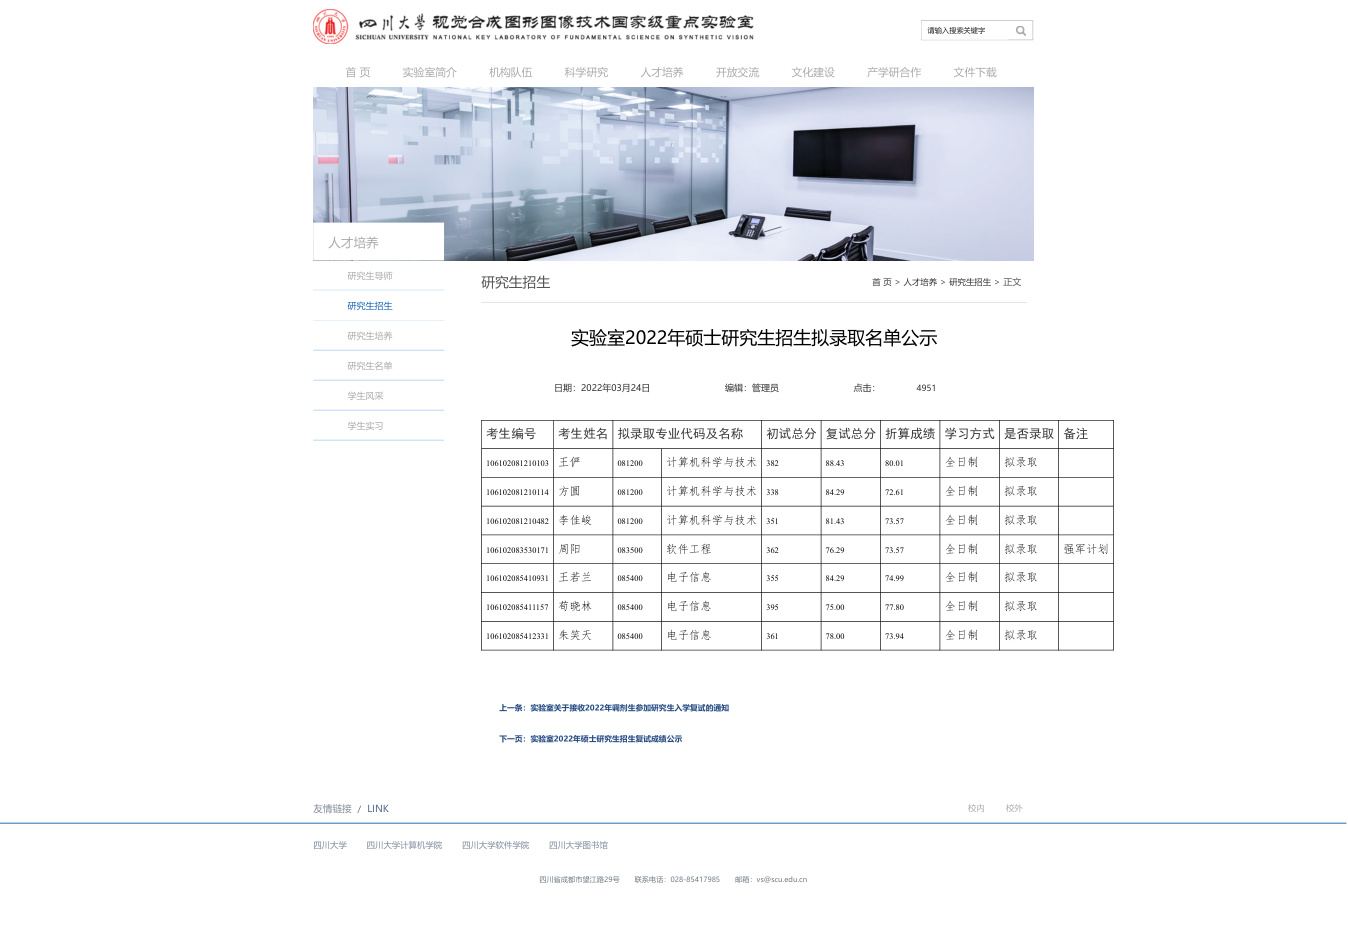 四川大学 视觉合成图形图像技术国家级重点实验室
SICHUAN UNIVERSITY NATIONAL KEY LABORATORY OF FUNDAMENTAL SCIENCE ON SYNTHETIC VISION
请输入搜索关键字
首 页 实验室简介 机构队伍 科学研究 人才培养 开放交流 文化建设 产学研合作 文件下载
人才培养
研究生导师
研究生招生
研究生培养
研究生名单
学生风采
学生实习
研究生招生 首 页 > 人才培养 > 研究生招生 > 正文
实验室2022年硕士研究生招生拟录取名单公示
日期：2022年03月24日 编辑：管理员 点击： 4951
考生编号 考生姓名 拟录取专业代码及名称 初试总分 复试总分 折算成绩 学习方式 是否录取 备注
106102081210103 王俨 081200 计算机科学与技术 382 88.43 80.01 全日制 拟录取
106102081210114 方圆 081200 计算机科学与技术 338 84.29 72.61 全日制 拟录取
106102081210482 李佳峻 081200 计算机科学与技术 351 81.43 73.57 全日制 拟录取
106102083530171 周阳 083500 软件工程 362 76.29 73.57 全日制 拟录取 强军计划
106102085410931 王若兰 085400 电子信息 355 84.29 74.99 全日制 拟录取
106102085411157 荀晓林 085400 电子信息 395 75.00 77.80 全日制 拟录取
106102085412331 朱笑天 085400 电子信息 361 78.00 73.94 全日制 拟录取
上一条：实验室关于接收2022年调剂生参加研究生入学复试的通知
下一页：实验室2022年硕士研究生招生复试成绩公示
友情链接 / LINK 校内 校外
四川大学 四川大学计算机学院 四川大学软件学院 四川大学图书馆
四川省成都市望江路29号 联系电话：028-85417985 邮箱：vs@scu.edu.cn